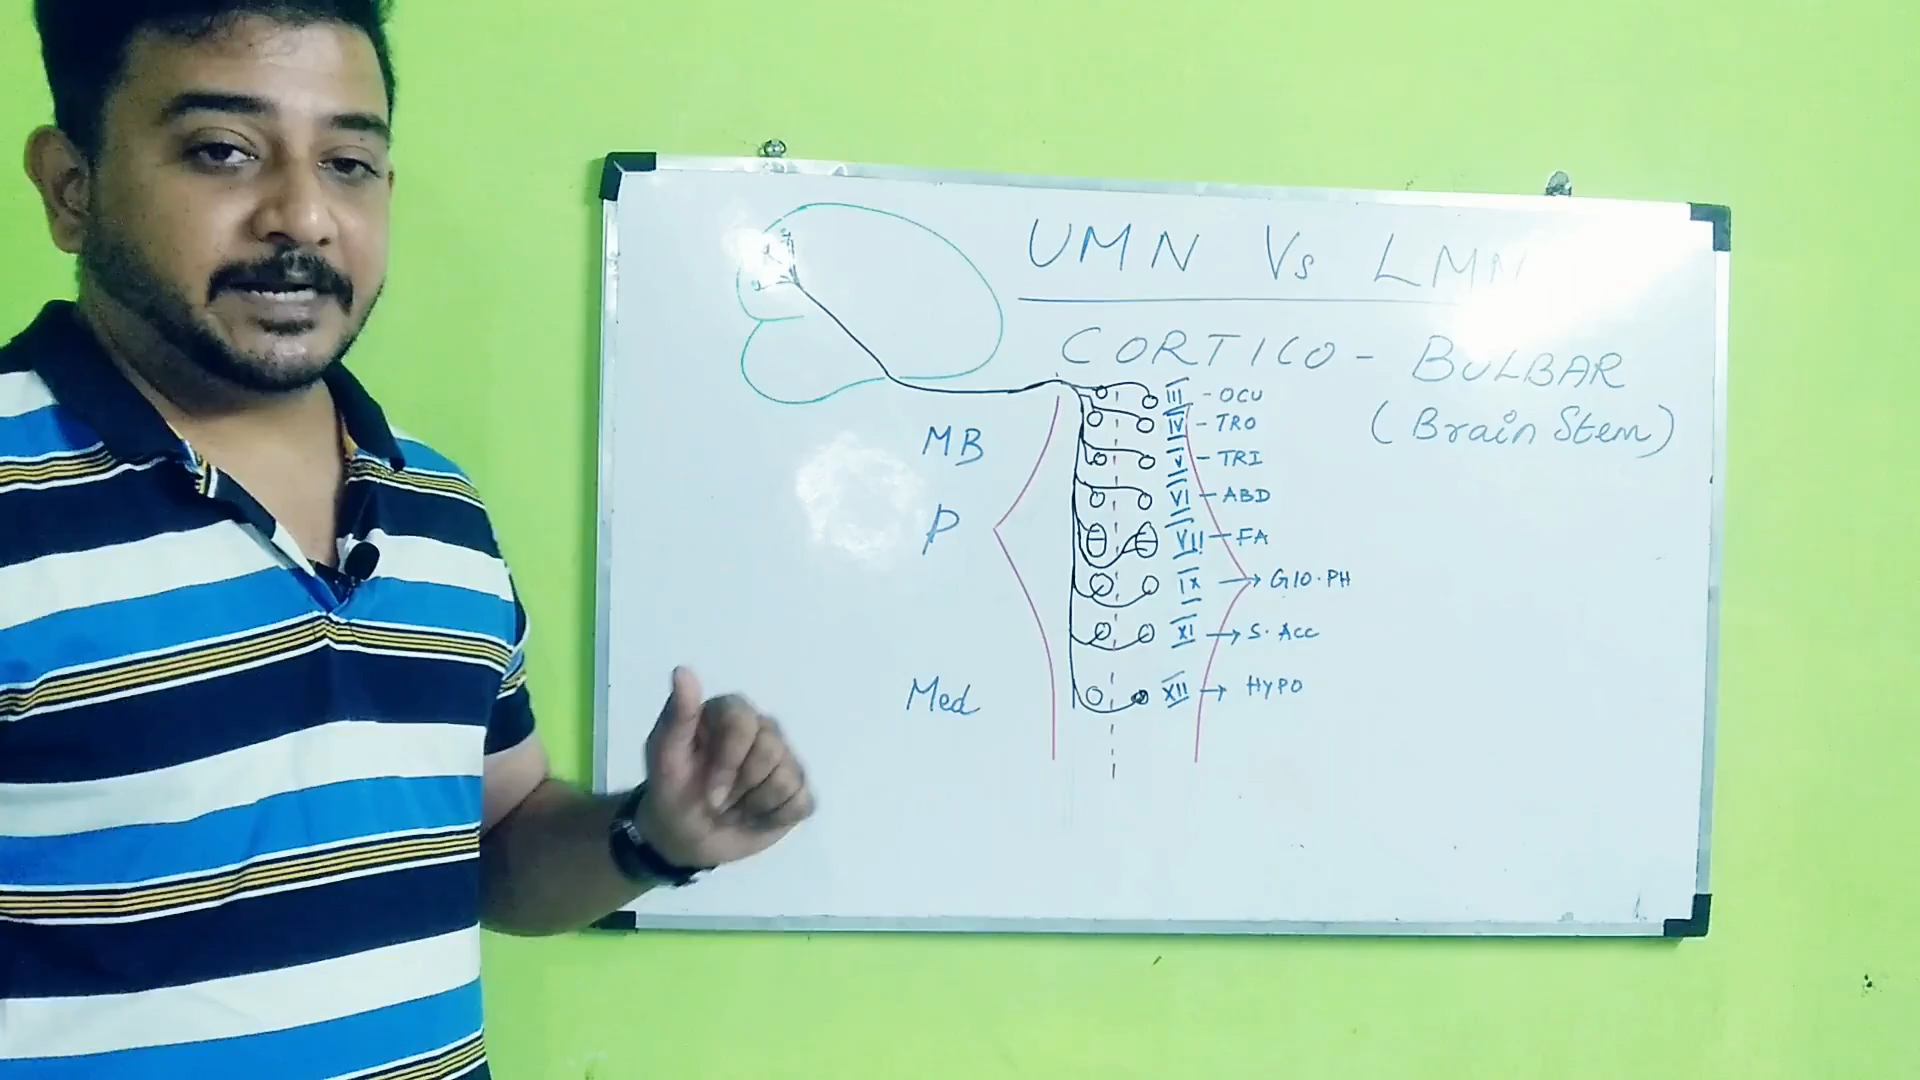 UMN Vs LMN
CORTICO - BULBAR
(Brain Stem)
III - OCU
IV - TRO
V - TRI
VI - ABD
VII - FA
IX → Glo.PH
XI → S. Acc
XII → HYPO
MB
P
Med